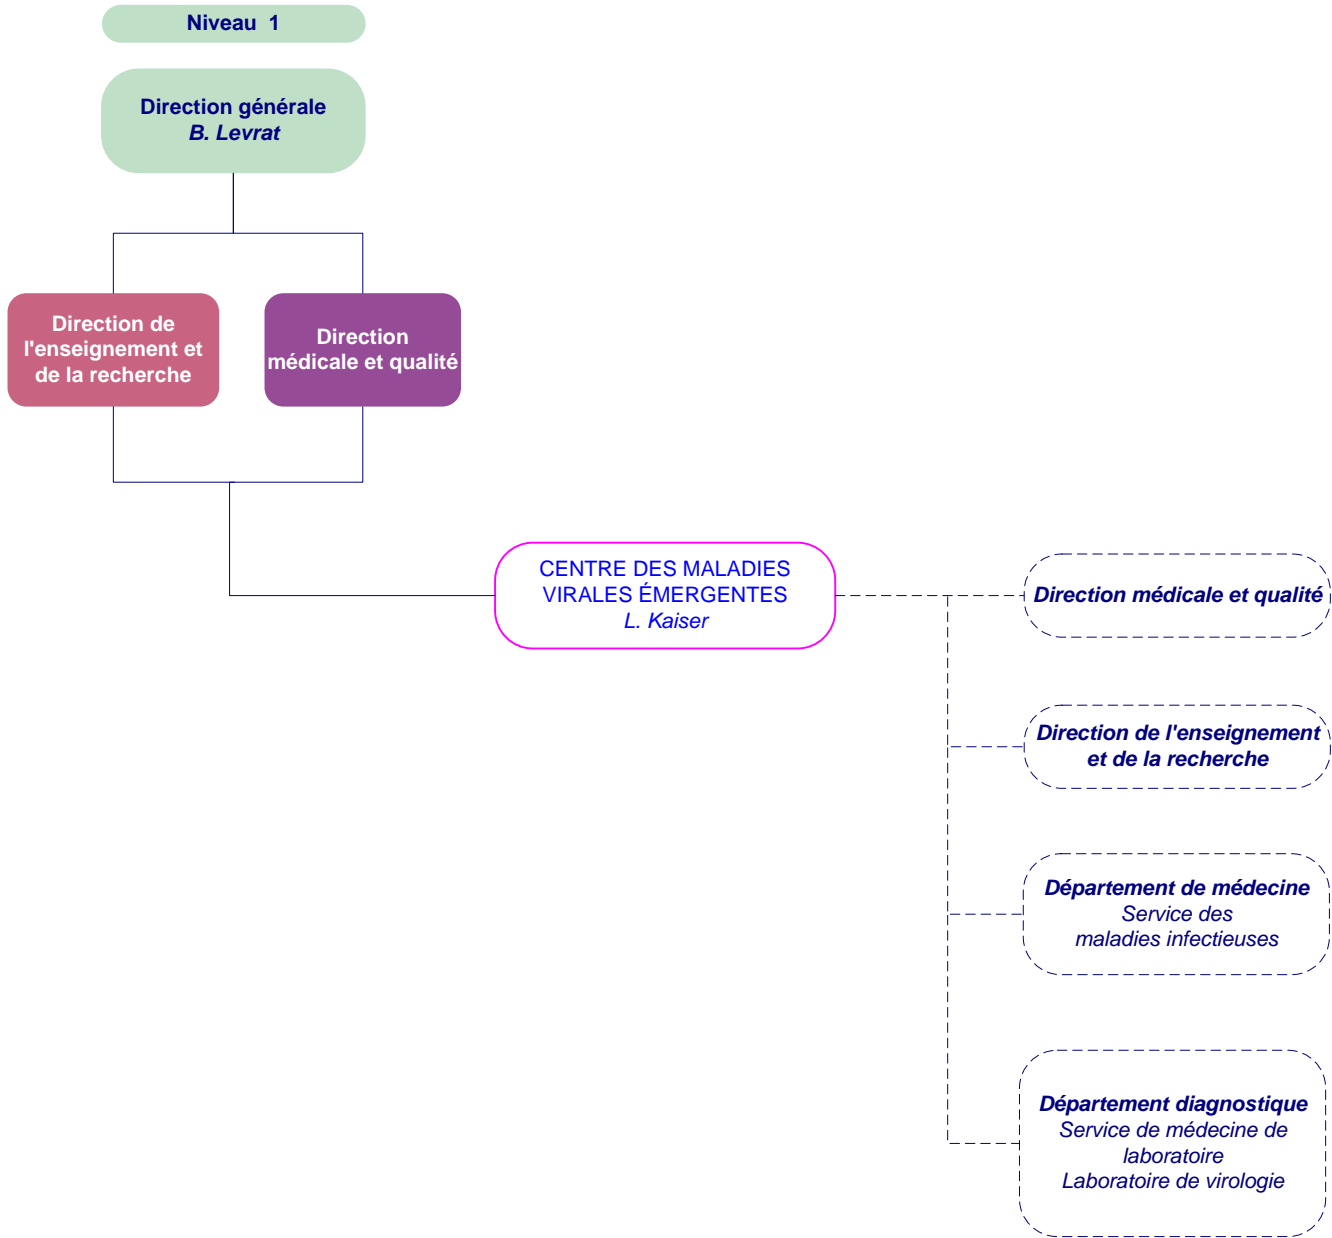 Niveau 1
Direction générale
B. Levrat
Direction de
l'enseignement et
de la recherche
Direction
médicale et qualité
CENTRE DES MALADIES
VIRALES ÉMERGENTES
L. Kaiser
Direction médicale et qualité
Direction de l'enseignement
et de la recherche
Département de médecine
Service des
maladies infectieuses
Département diagnostique
Service de médecine de
laboratoire
Laboratoire de virologie